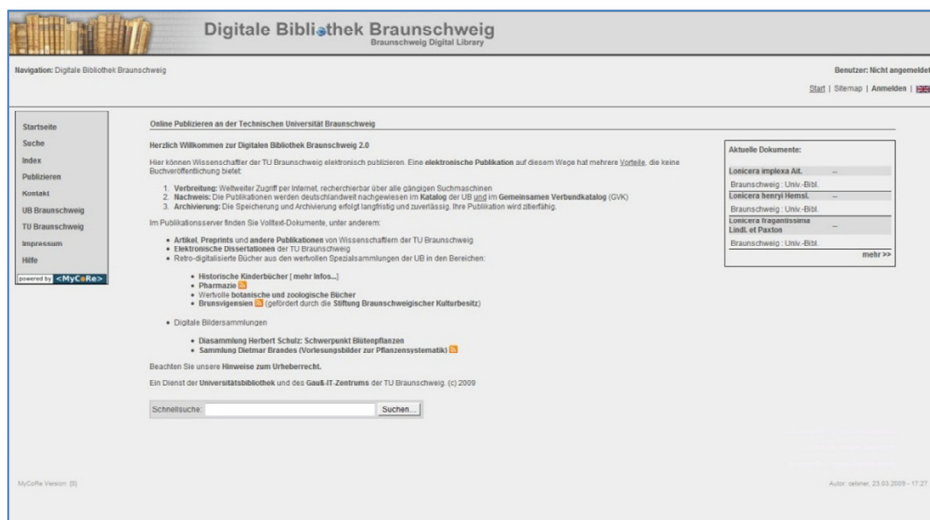 Digitale Bibliothek Braunschweig
Braunschweig Digital Library
Navigation: Digitale Bibliothek Braunschweig
Benutzer: Nicht angemeldet
Start | Sitemap | Anmelden |
Startseite
Suche
Index
Publizieren
Kontakt
UB Braunschweig
TU Braunschweig
Impressum
Hilfe
powered by <MyCoRe>
Online Publizieren an der Technischen Universität Braunschweig
Herzlich Willkommen zur Digitalen Bibliothek Braunschweig 2.0
Hier können Wissenschaftler der TU Braunschweig elektronisch publizieren. Eine elektronische Publikation auf diesem Wege hat mehrere Vorteile, die keine
Buchveröffentlichung bietet:
1. Verbreitung: Weltweiter Zugriff per Internet, recherchierbar über alle gängigen Suchmaschinen
2. Nachweis: Die Publikationen werden deutschlandweit nachgewiesen im Katalog der UB und im Gemeinsamen Verbundkatalog (GVK)
3. Archivierung: Die Speicherung und Archivierung erfolgt langfristig und zuverlässig. Ihre Publikation wird zitierfähig.
Im Publikationsserver finden Sie Volltext-Dokumente, unter anderem:
• Artikel, Preprints und andere Publikationen von Wissenschaftlern der TU Braunschweig
• Elektronische Dissertationen der TU Braunschweig
• Retro-digitalisierte Bücher aus den wertvollen Spezialsammlungen der UB in den Bereichen:
• Historische Kinderbücher [ mehr Infos...]
• Pharmazie
• Wertvolle botanische und zoologische Bücher
• Brunsvigensien (gefördert durch die Stiftung Braunschweigischer Kulturbesitz)
• Digitale Bildersammlungen
• Diasammlung Herbert Schulz: Schwerpunkt Blütenpflanzen
• Sammlung Dietmar Brandes (Vorlesungsbilder zur Pflanzensystematik)
Beachten Sie unsere Hinweise zum Urheberrecht.
Ein Dienst der Universitätsbibliothek und des Gauß-IT-Zentrums der TU Braunschweig. (c) 2009
Schnellsuche: Suchen...
Aktuelle Dokumente:
Lonicera implexa Ait. --
Braunschweig : Univ.-Bibl.
Lonicera henryi Hemsl. --
Braunschweig : Univ.-Bibl.
Lonicera fragantissima
Lindl. et Paxton --
Braunschweig : Univ.-Bibl.
mehr >>
MyCoRe Version: {0}
Autor: 23.03.2009 - 17:27